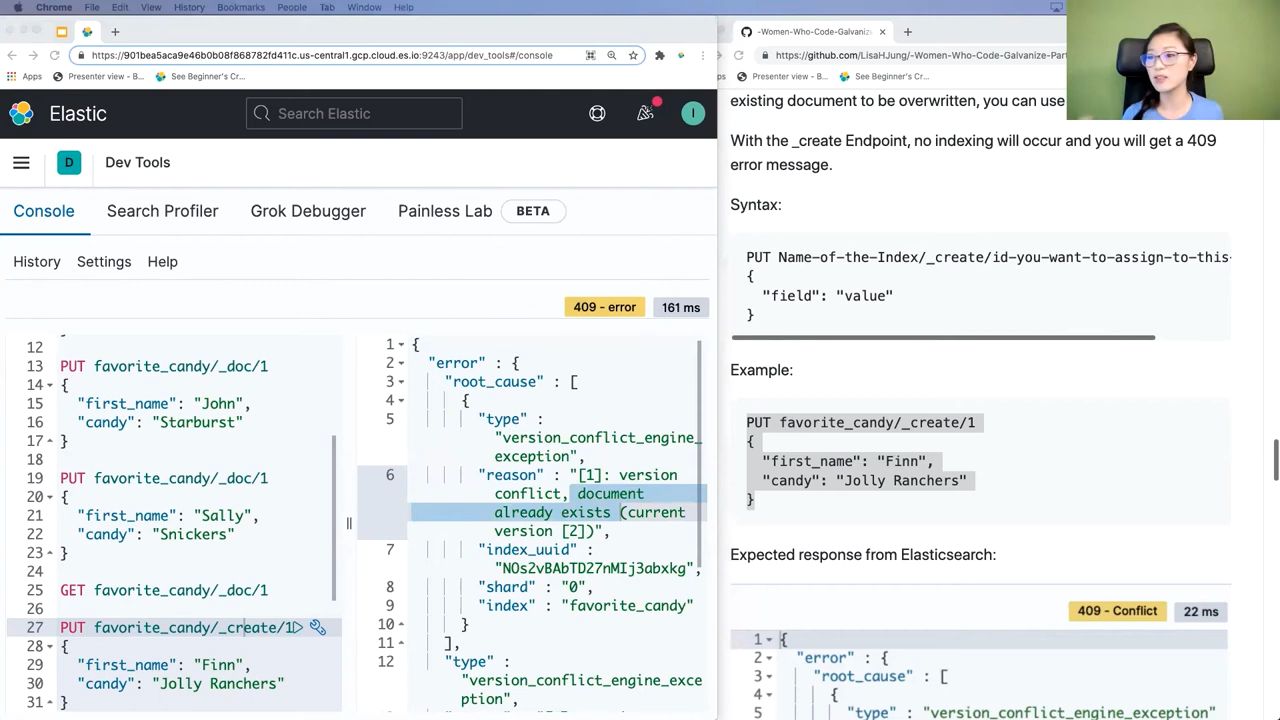 Chrome File Edit View History Bookmarks People Tab Window Help
https://901bea5aca9e46b0b08f868782fd411c.us-central1.gcp.cloud.es.io:9243/app/dev_tools#/console
Apps Presenter view - B... See Beginner's Cr...
Elastic
Search Elastic
I
D
Dev Tools
Console Search Profiler Grok Debugger Painless Lab BETA
History Settings Help
409 - error 161 ms
12
13 PUT favorite_candy/_doc/1
14 {
15 "first_name": "John",
16 "candy": "Starburst"
17 }
18
19 PUT favorite_candy/_doc/1
20 {
21 "first_name": "Sally",
22 "candy": "Snickers"
23 }
24
25 GET favorite_candy/_doc/1
26
27 PUT favorite_candy/_create/1
28 {
29 "first_name": "Finn",
30 "candy": "Jolly Ranchers"
31 }
1 {
2 "error" : {
3 "root_cause" : [
4 {
5 "type" :
"version_conflict_engine_
exception",
6 "reason" : "[1]: version
conflict, document
already exists (current
version [2])",
7 "index_uuid" :
"NOs2vBAbTD27nMIj3abxkg",
8 "shard" : "0",
9 "index" : "favorite_candy"
10 }
11 ],
12 "type" :
"version_conflict_engine_exce
ption",
-Women-Who-Code-Galvanize
https://github.com/LisaHJung/-Women-Who-Code-Galvanize-Par
Presenter view - B... See Beginner's Cr...
existing document to be overwritten, you can use
With the _create Endpoint, no indexing will occur and you will get a 409
error message.
Syntax:
PUT Name-of-the-Index/_create/id-you-want-to-assign-to-this-
{
"field": "value"
}
Example:
PUT favorite_candy/_create/1
{
"first_name": "Finn",
"candy": "Jolly Ranchers"
}
Expected response from Elasticsearch:
409 - Conflict 22 ms
1 {
2 "error" : {
3 "root_cause" : [
4 {
5 "type" : "version_conflict_engine_exception"